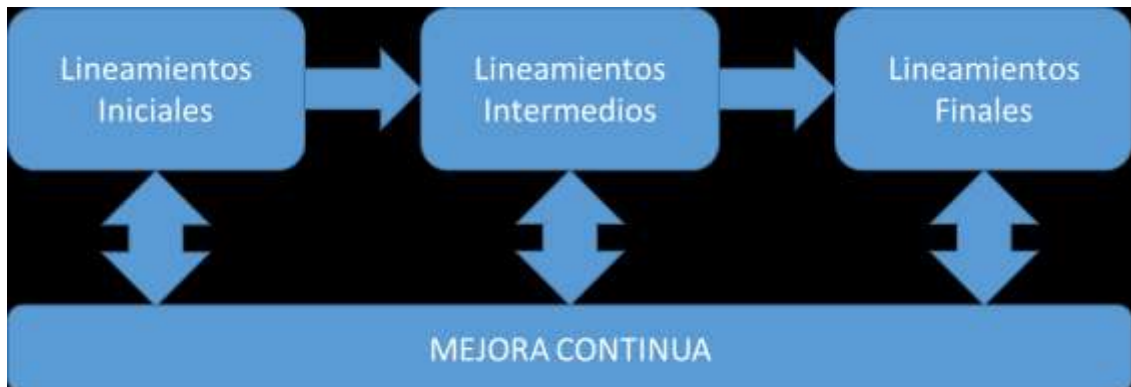 Lineamientos
Iniciales
Lineamientos
Intermedios
Lineamientos
Finales
MEJORA CONTINUA